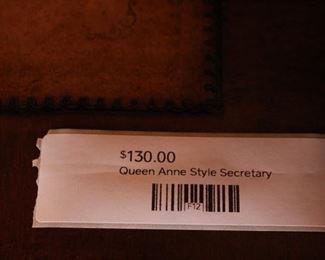 $130.00
Queen Anne Style Secretary
F12